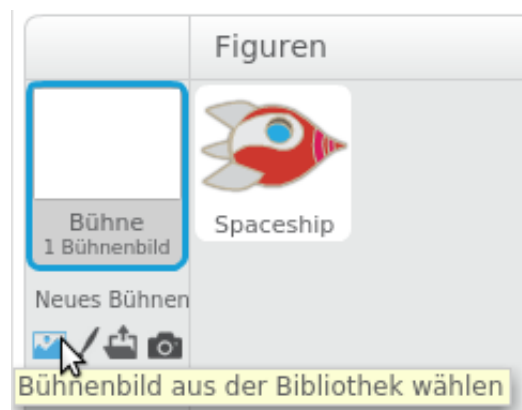 Figuren
Bühne
1 Bühnenbild
Spaceship
Neues Bühnen
Bühnenbild aus der Bibliothek wählen